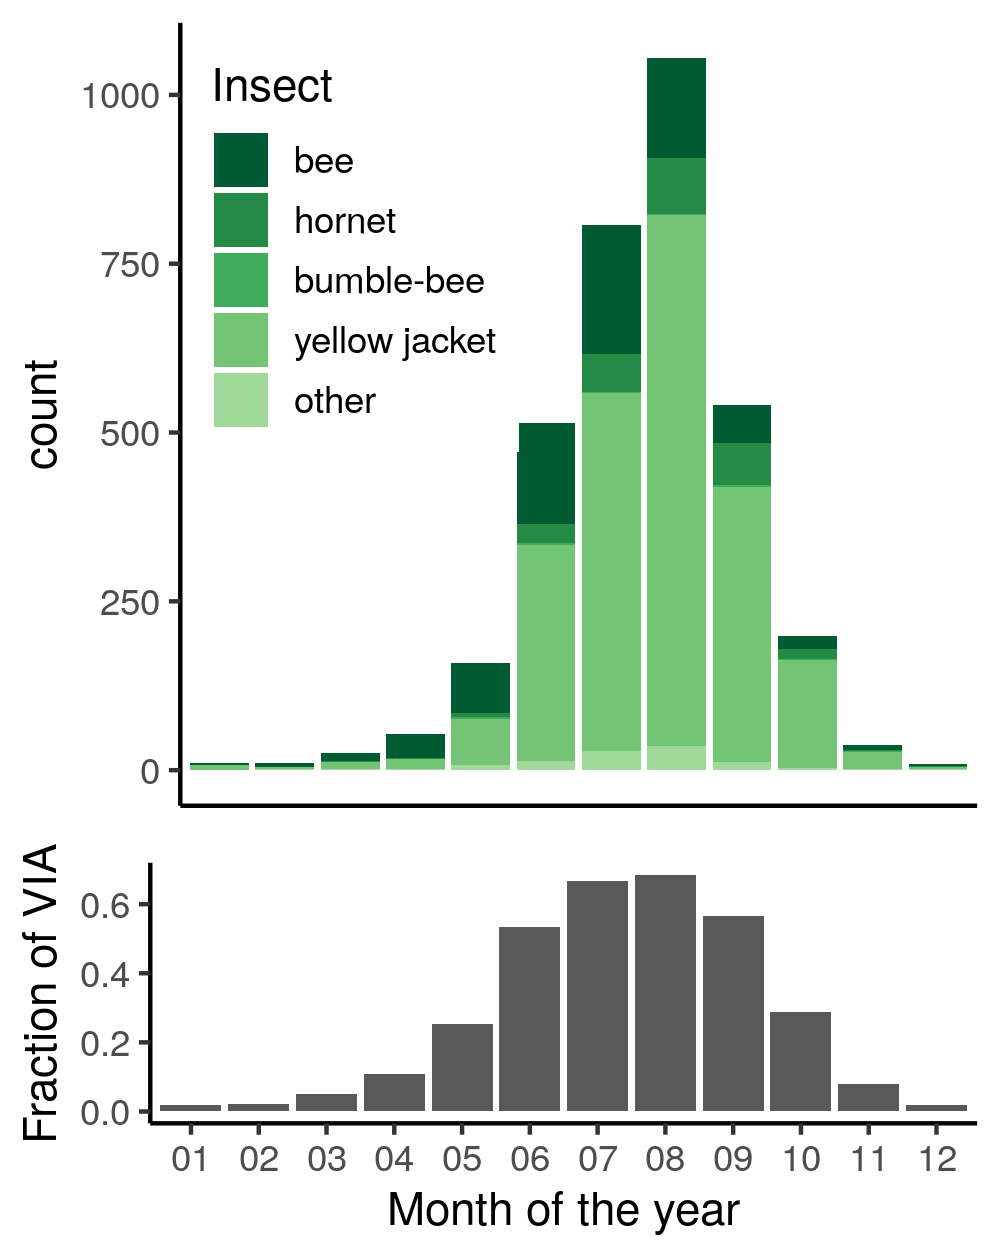 Insect
bee
hornet
bumble-bee
yellow jacket
other
count
1000
750
500
250
0
Fraction of VIA
0.6
0.4
0.2
0.0
01 02 03 04 05 06 07 08 09 10 11 12
Month of the year